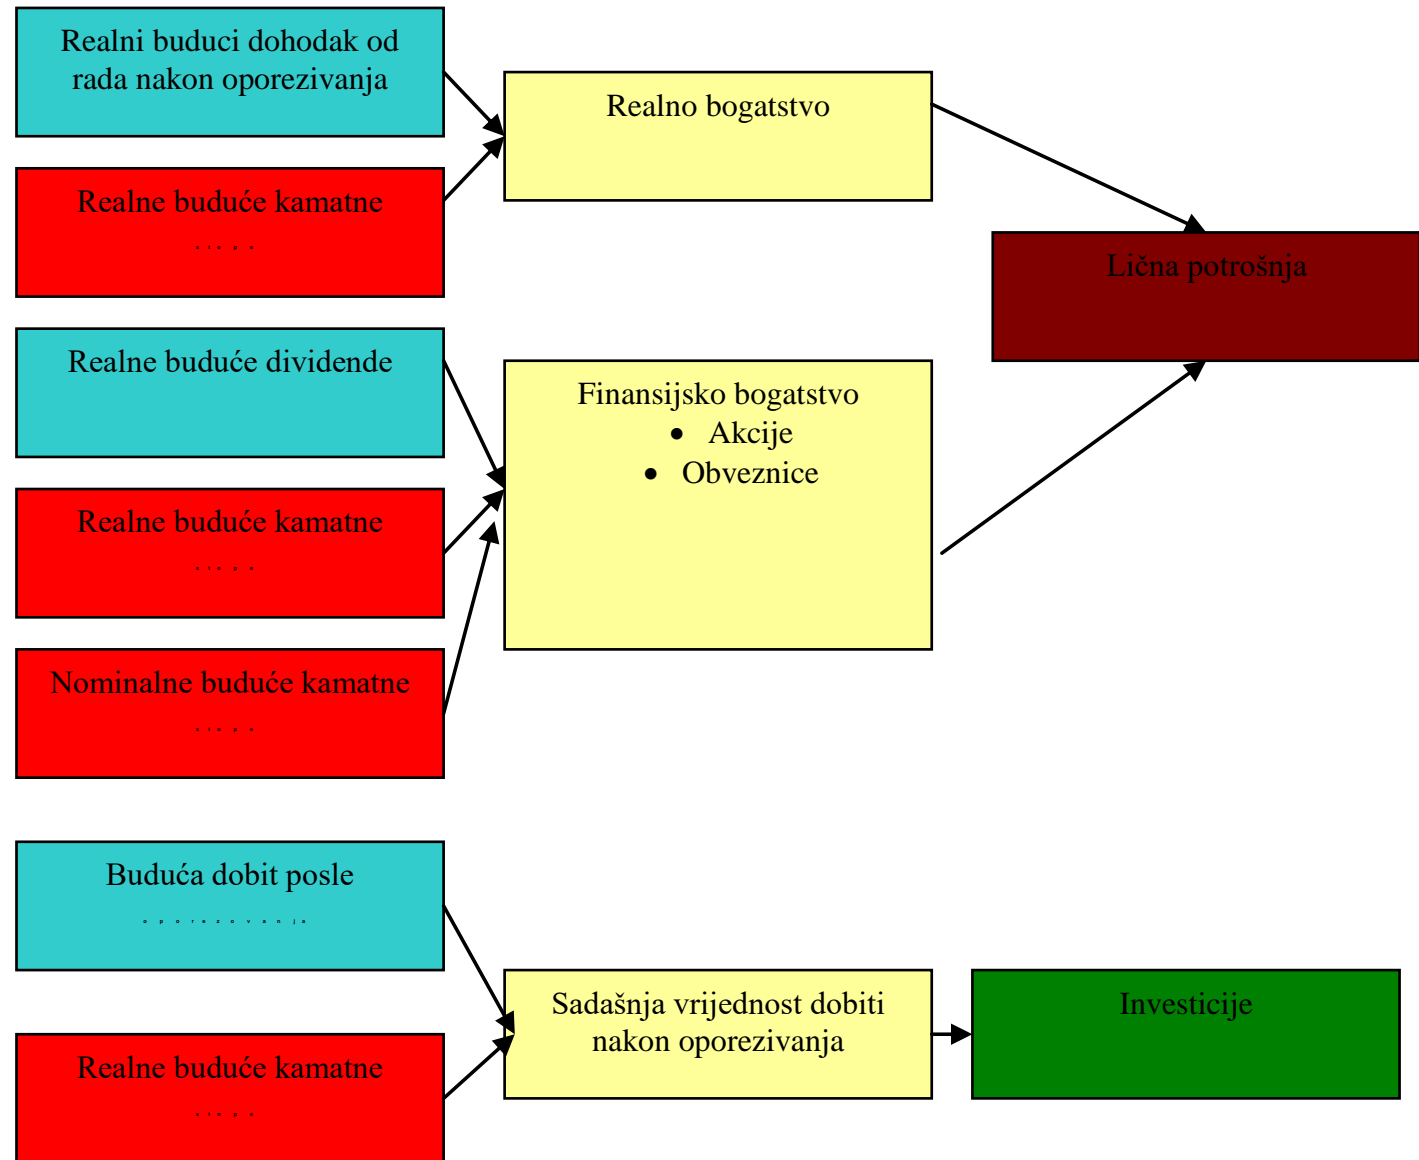 Realni buduci dohodak od
rada nakon oporezivanja
Realno bogatstvo
Realne buduće kamatne
Lična potrošnja
Realne buduće dividende
Finansijsko bogatstvo
• Akcije
• Obveznice
Realne buduće kamatne
Nominalne buduće kamatne
Buduća dobit posle
Sadašnja vrijednost dobiti
nakon oporezivanja
Investicije
Realne buduće kamatne